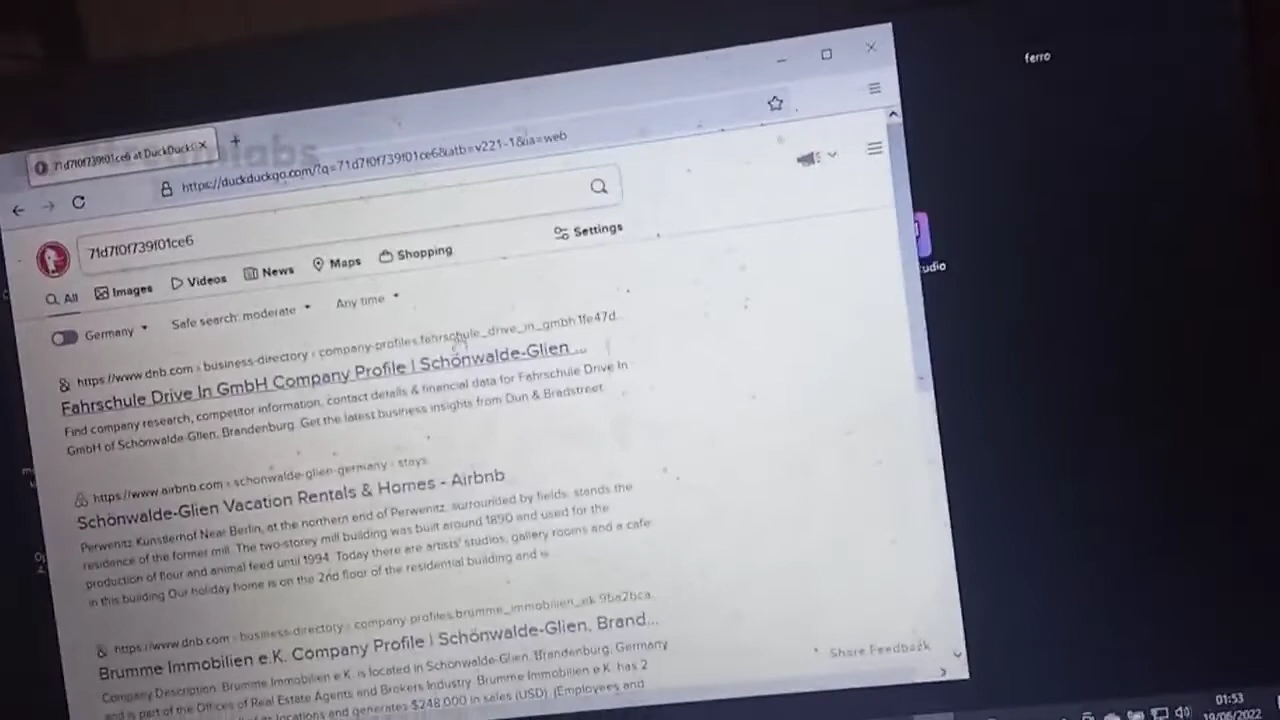 ferro
71d7f0f739f01ce6 at DuckDuck
https://duckduckgo.com/?q=71d7f0f739f01ce6&atb=v221-1&ia=web
71d7f0f739f01ce6
All Images Videos News Maps Shopping Settings
Germany Safe search: moderate Any time
https://www.dnb.com › business-directory › company-profiles.fahrschule_drive_in_gmbh.1fe47d...
Fahrschule Drive In GmbH Company Profile | Schönwalde-Glien ...
Find company research, competitor information, contact details & financial data for Fahrschule Drive In
GmbH of Schönwalde-Glien, Brandenburg. Get the latest business insights from Dun & Bradstreet.
https://www.airbnb.com › schonwalde-glien-germany › stays
Schönwalde-Glien Vacation Rentals & Homes - Airbnb
Perwenitz Künstlerhof Near Berlin, at the northern end of Perwenitz, surrounded by fields, stands the
residence of the former mill. The two-storey mill building was built around 1890 and used for the
production of flour and animal feed until 1994. Today there are artists' studios, gallery rooms and a cafe
in this building Our holiday home is on the 2nd floor of the residential building and is
https://www.dnb.com › business-directory › company-profiles.brumme_immobilien_ek.9ba2bca...
Brumme Immobilien e.K. Company Profile | Schönwalde-Glien, Brand...
Company Description: Brumme Immobilien e.K. is located in Schönwalde-Glien, Brandenburg, Germany
and is part of the Offices of Real Estate Agents and Brokers Industry. Brumme Immobilien e.K. has 2
locations and generates $248,000 in sales (USD). (Employees and
Share Feedback
udio
01:53
19/06/2022